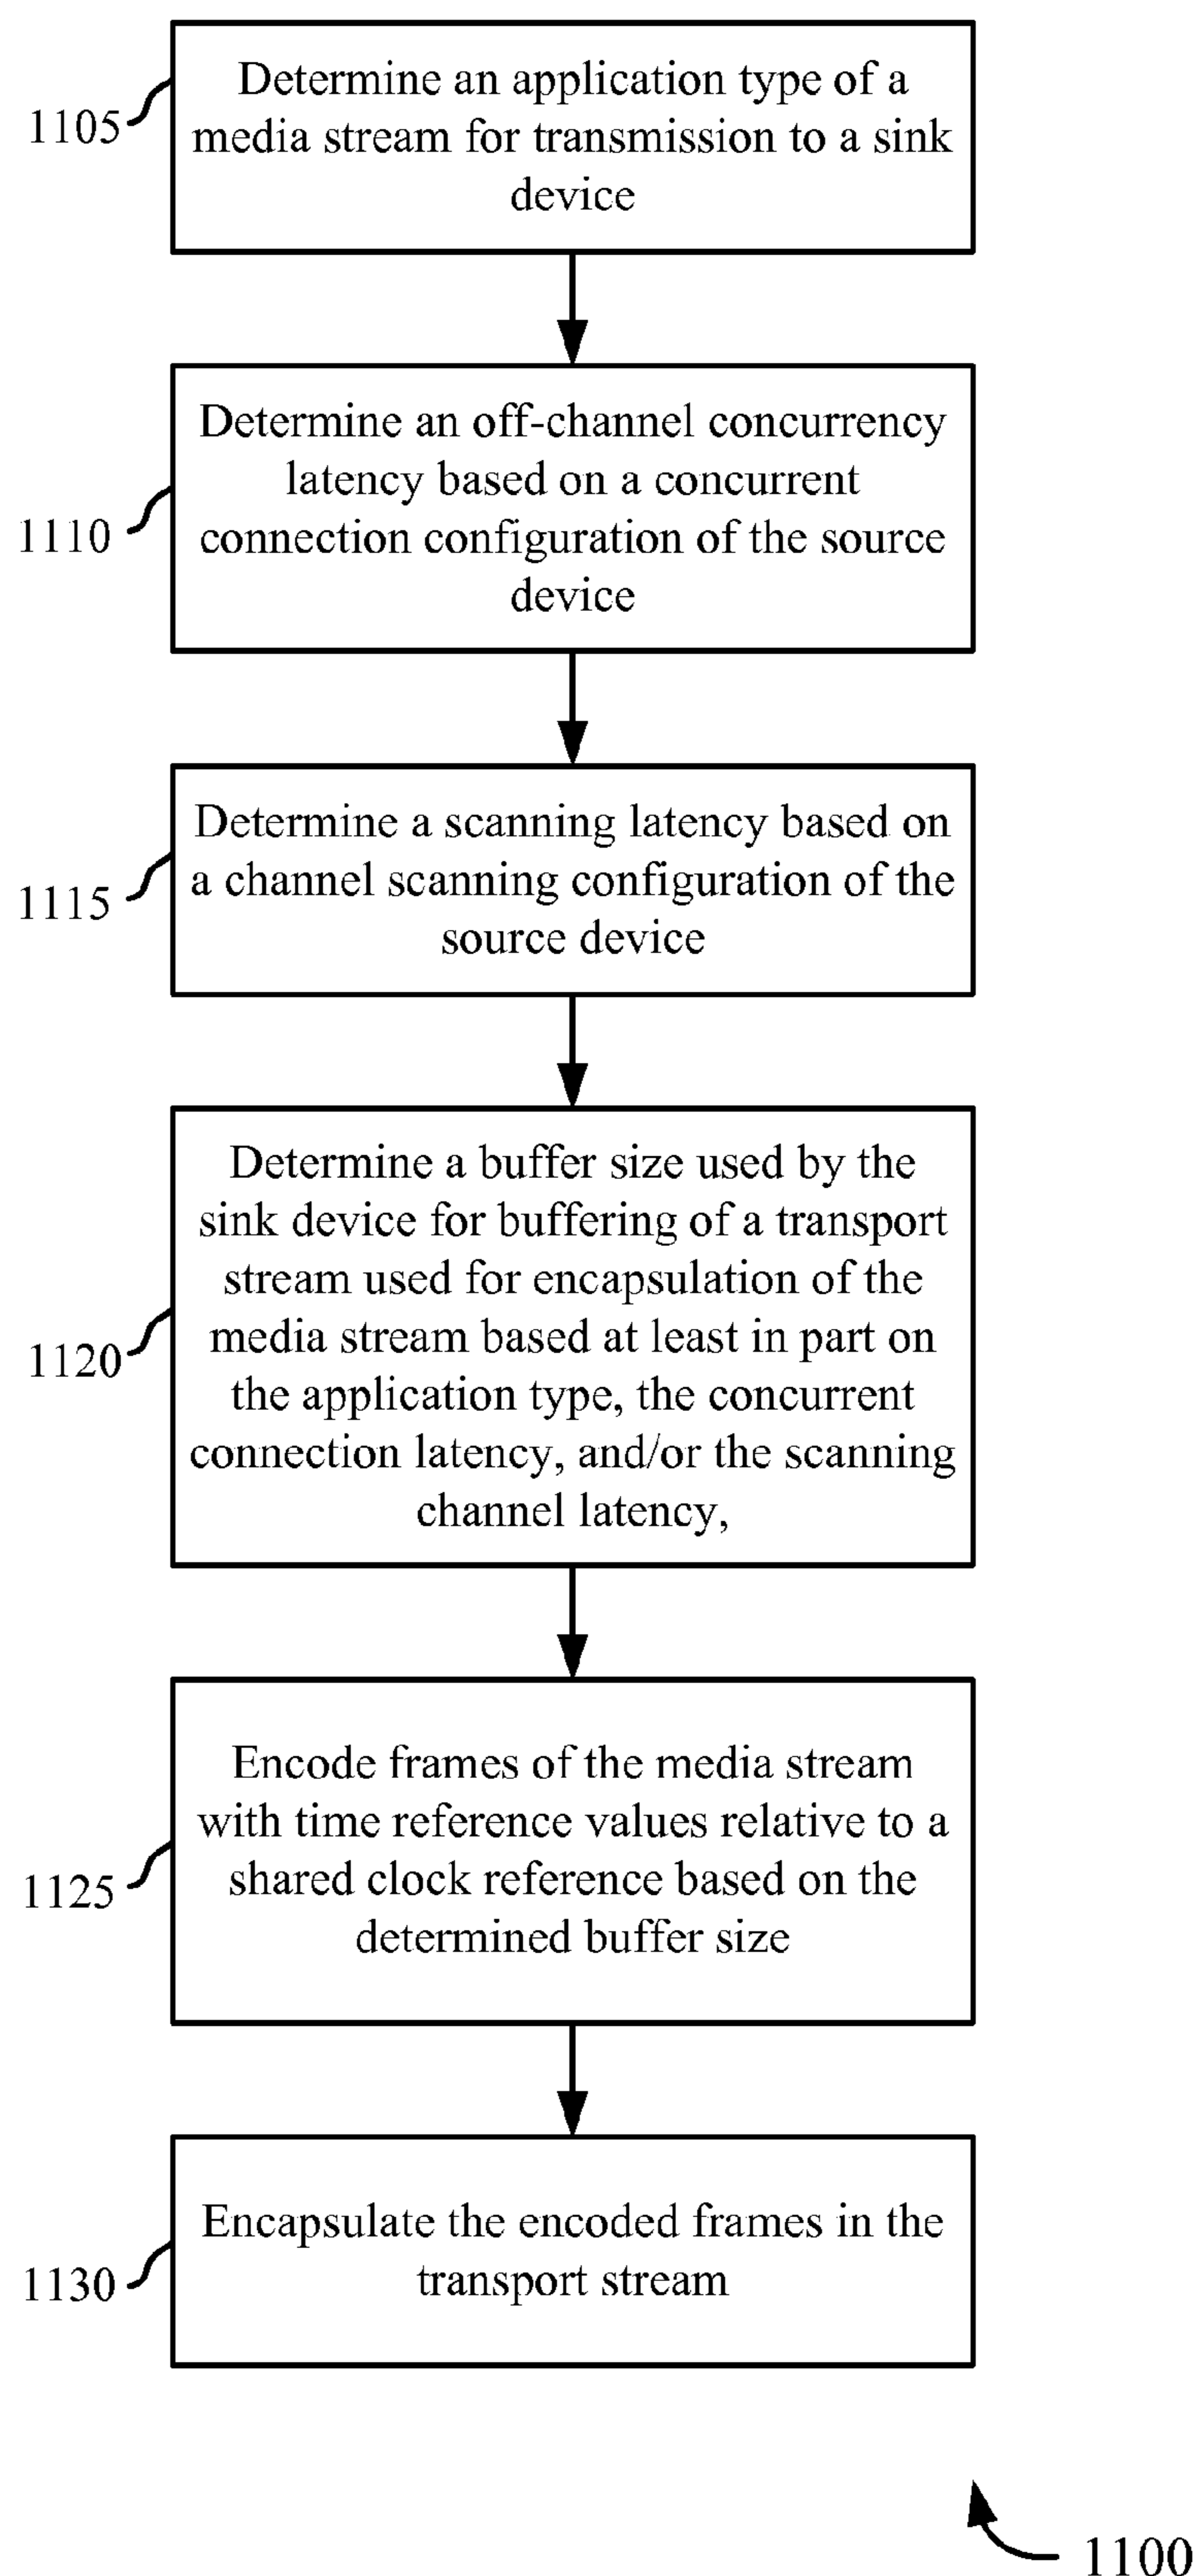 Determine an application type of a
media stream for transmission to a sink
device
1105
Determine an off-channel concurrency
latency based on a concurrent
connection configuration of the source
device
1110
Determine a scanning latency based on
a channel scanning configuration of the
source device
1115
Determine a buffer size used by the
sink device for buffering of a transport
stream used for encapsulation of the
media stream based at least in part on
the application type, the concurrent
connection latency, and/or the scanning
channel latency,
1120
Encode frames of the media stream
with time reference values relative to a
shared clock reference based on the
determined buffer size
1125
Encapsulate the encoded frames in the
transport stream
1130
1100